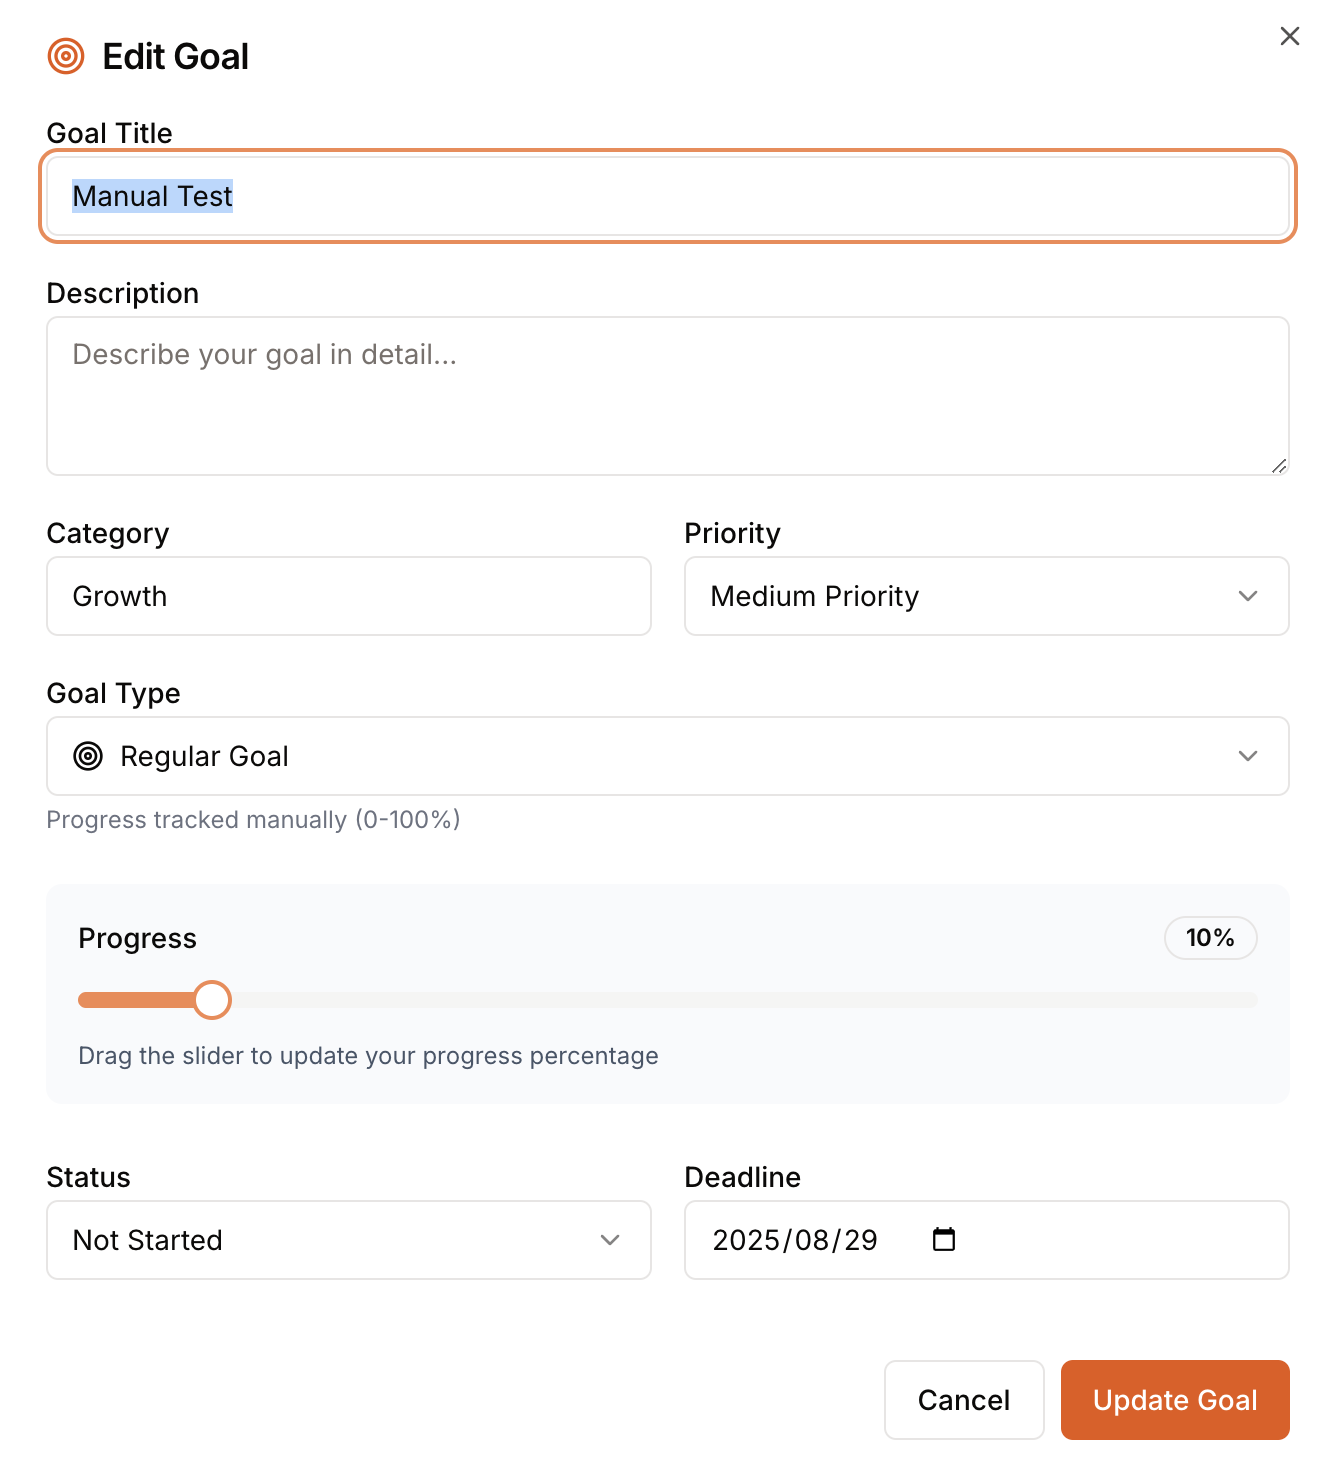 Edit Goal
Goal Title
Manual Test
Description
Describe your goal in detail...
Category
Priority
Growth
Medium Priority
Goal Type
Regular Goal
Progress tracked manually (0-100%)
Progress
10%
Drag the slider to update your progress percentage
Status
Deadline
Not Started
2025/08/29
Cancel
Update Goal